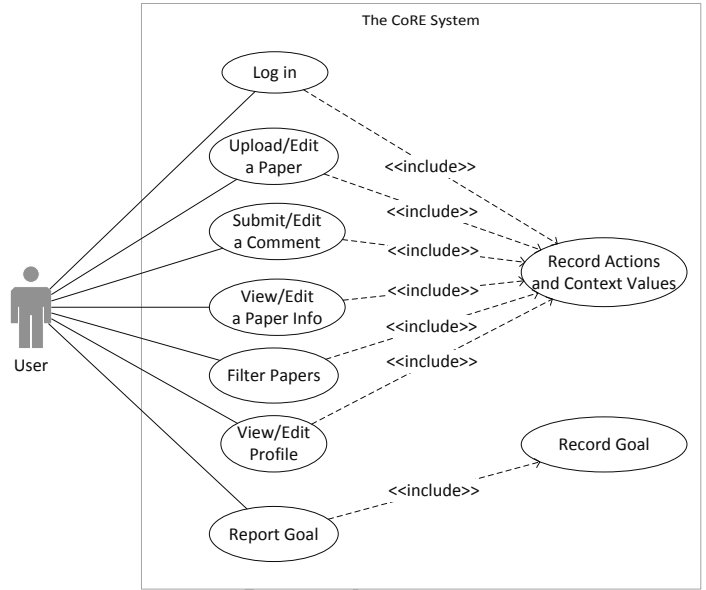 The CoRE System
Log in
<<include>>
Upload/Edit
a Paper
<<include>>
Submit/Edit
a Comment
<<include>>
Record Actions
and Context Values
View/Edit
a Paper Info
<<include>>
<<include>>
User
Filter Papers
<<include>>
View/Edit
Profile
Record Goal
<<include>>
Report Goal